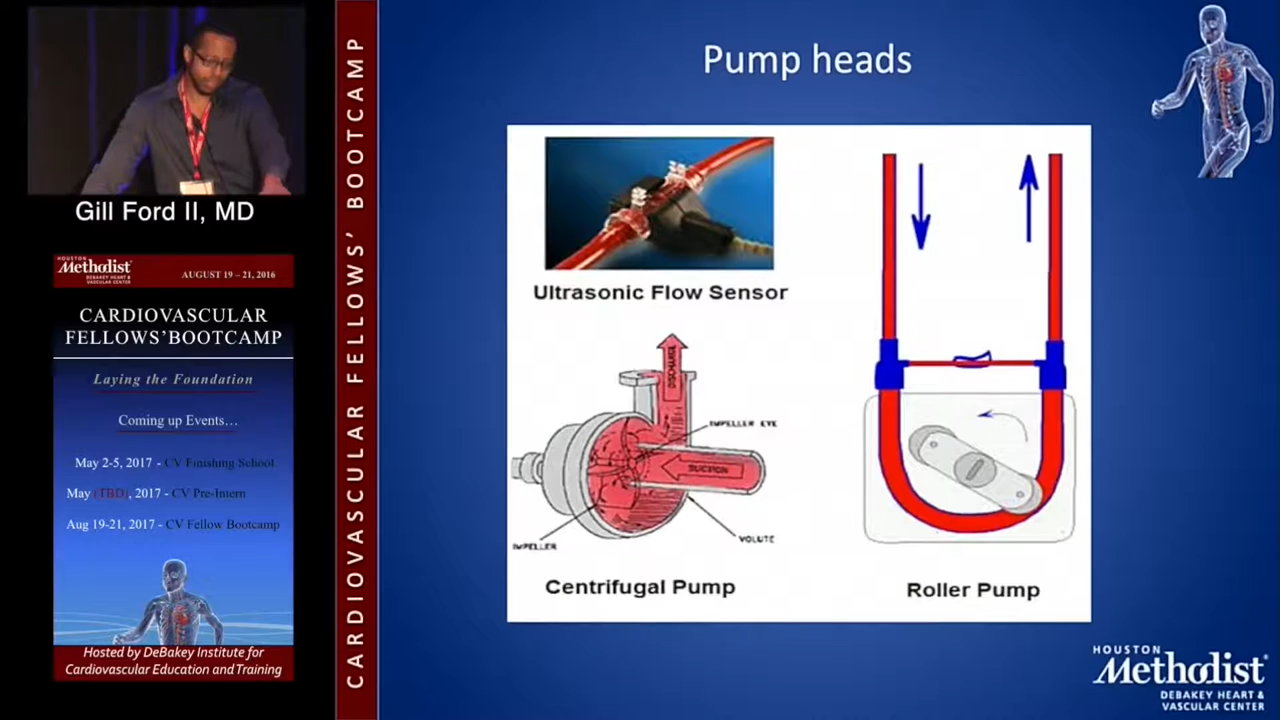 Gill Ford II, MD
HOUSTON
Methodist
DEBAKEY HEART &
VASCULAR CENTER
AUGUST 19 – 21, 2016
CARDIOVASCULAR
FELLOWS'BOOTCAMP
Laying the Foundation
Coming up Events…
May 2-5, 2017 - CV Finishing School
May (TBD), 2017 - CV Pre-Intern
Aug 19-21, 2017 - CV Fellow Bootcamp
Hosted by DeBakey Institute for
Cardiovascular Education and Training
CARDIOVASCULAR FELLOWS' BOOTCAMP
Pump heads
Ultrasonic Flow Sensor
DISCHARGE
IMPELLER EYE
SUCTION
IMPELLER
VOLUTE
Centrifugal Pump
Roller Pump
HOUSTON
Methodist
DEBAKEY HEART &
VASCULAR CENTER